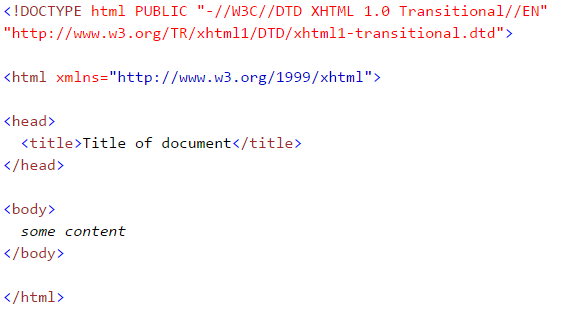 <!DOCTYPE html PUBLIC "-//W3C//DTD XHTML 1.0 Transitional//EN"
"http://www.w3.org/TR/xhtml1/DTD/xhtml1-transitional.dtd">
<html xmlns="http://www.w3.org/1999/xhtml">
<head>
<title>Title of document</title>
</head>
<body>
some content
</body>
</html>